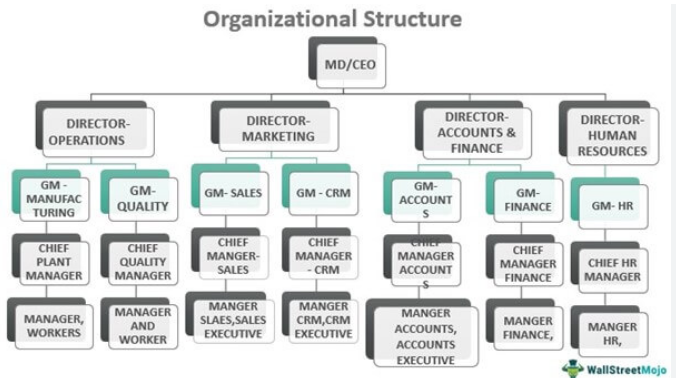 Organizational Structure
MD/CEO
DIRECTOR-
OPERATIONS
DIRECTOR-
MARKETING
DIRECTOR-
ACCOUNTS &
FINANCE
DIRECTOR-
HUMAN
RESOURCES
GM -
MANUFAC
TURING
GM-
QUALITY
GM- SALES
GM - CRM
GM-
ACCOUNT
S
GM-
FINANCE
GM- HR
CHIEF
PLANT
MANAGER
CHIEF
QUALITY
MANAGER
CHIEF
MANGER-
SALES
CHIEF
MANAGER
- CRM
CHIEF
MANAGER
ACCOUNT
S
CHIEF
MANAGER
FINANCE
CHIEF HR
MANAGER
MANAGER,
WORKERS
MANAGER
AND
WORKER
MANGER
SLAES,SALES
EXECUTIVE
MANGER
CRM,CRM
EXECUTIVE
MANGER
ACCOUNTS,
ACCOUNTS
EXECUTIVE
MANGER
FINANCE,
MANGER
HR,
WallStreetMojo